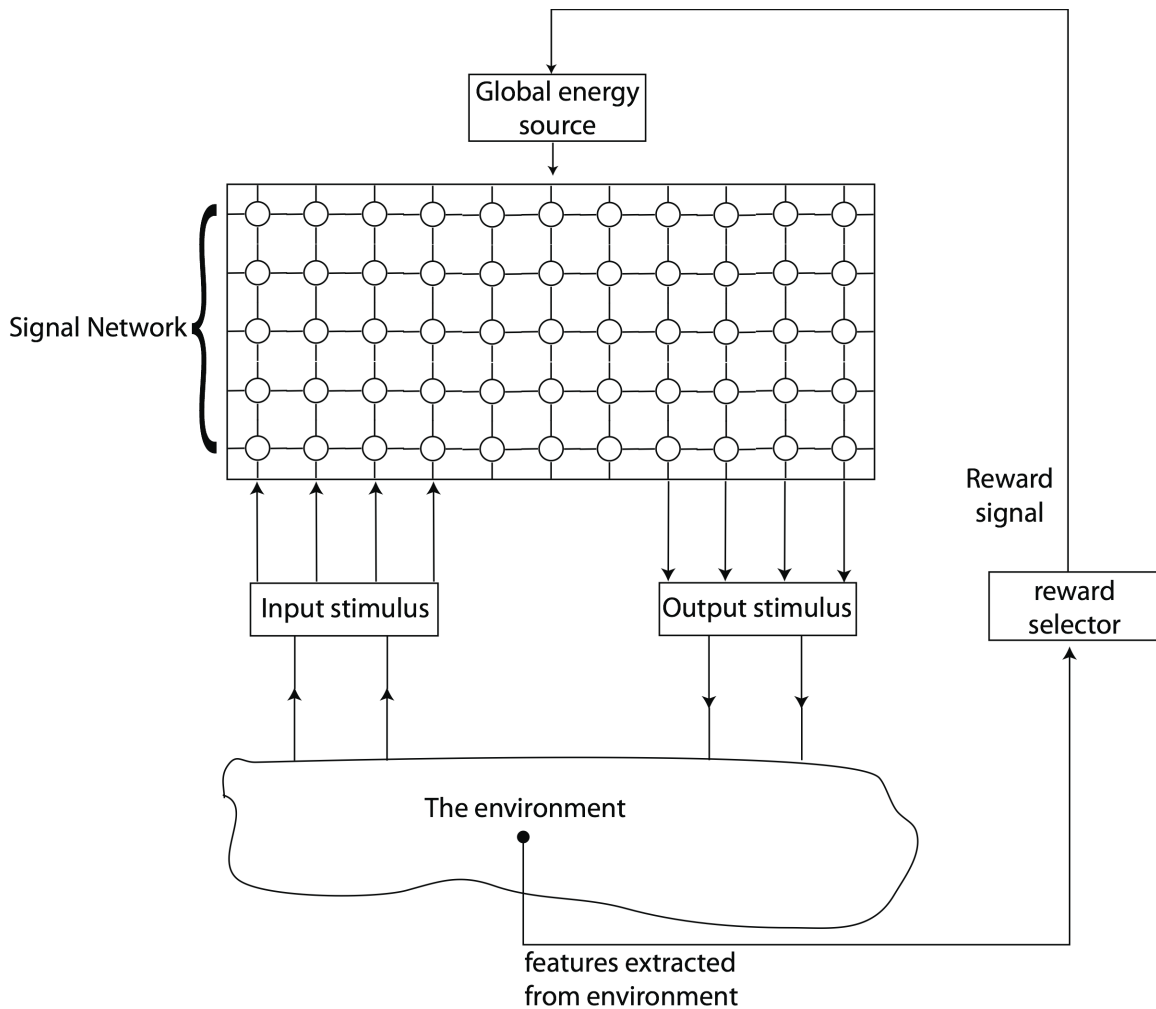 Global energy
source
Signal Network
Reward
signal
Input stimulus
Output stimulus
reward
selector
The environment
features extracted
from environment